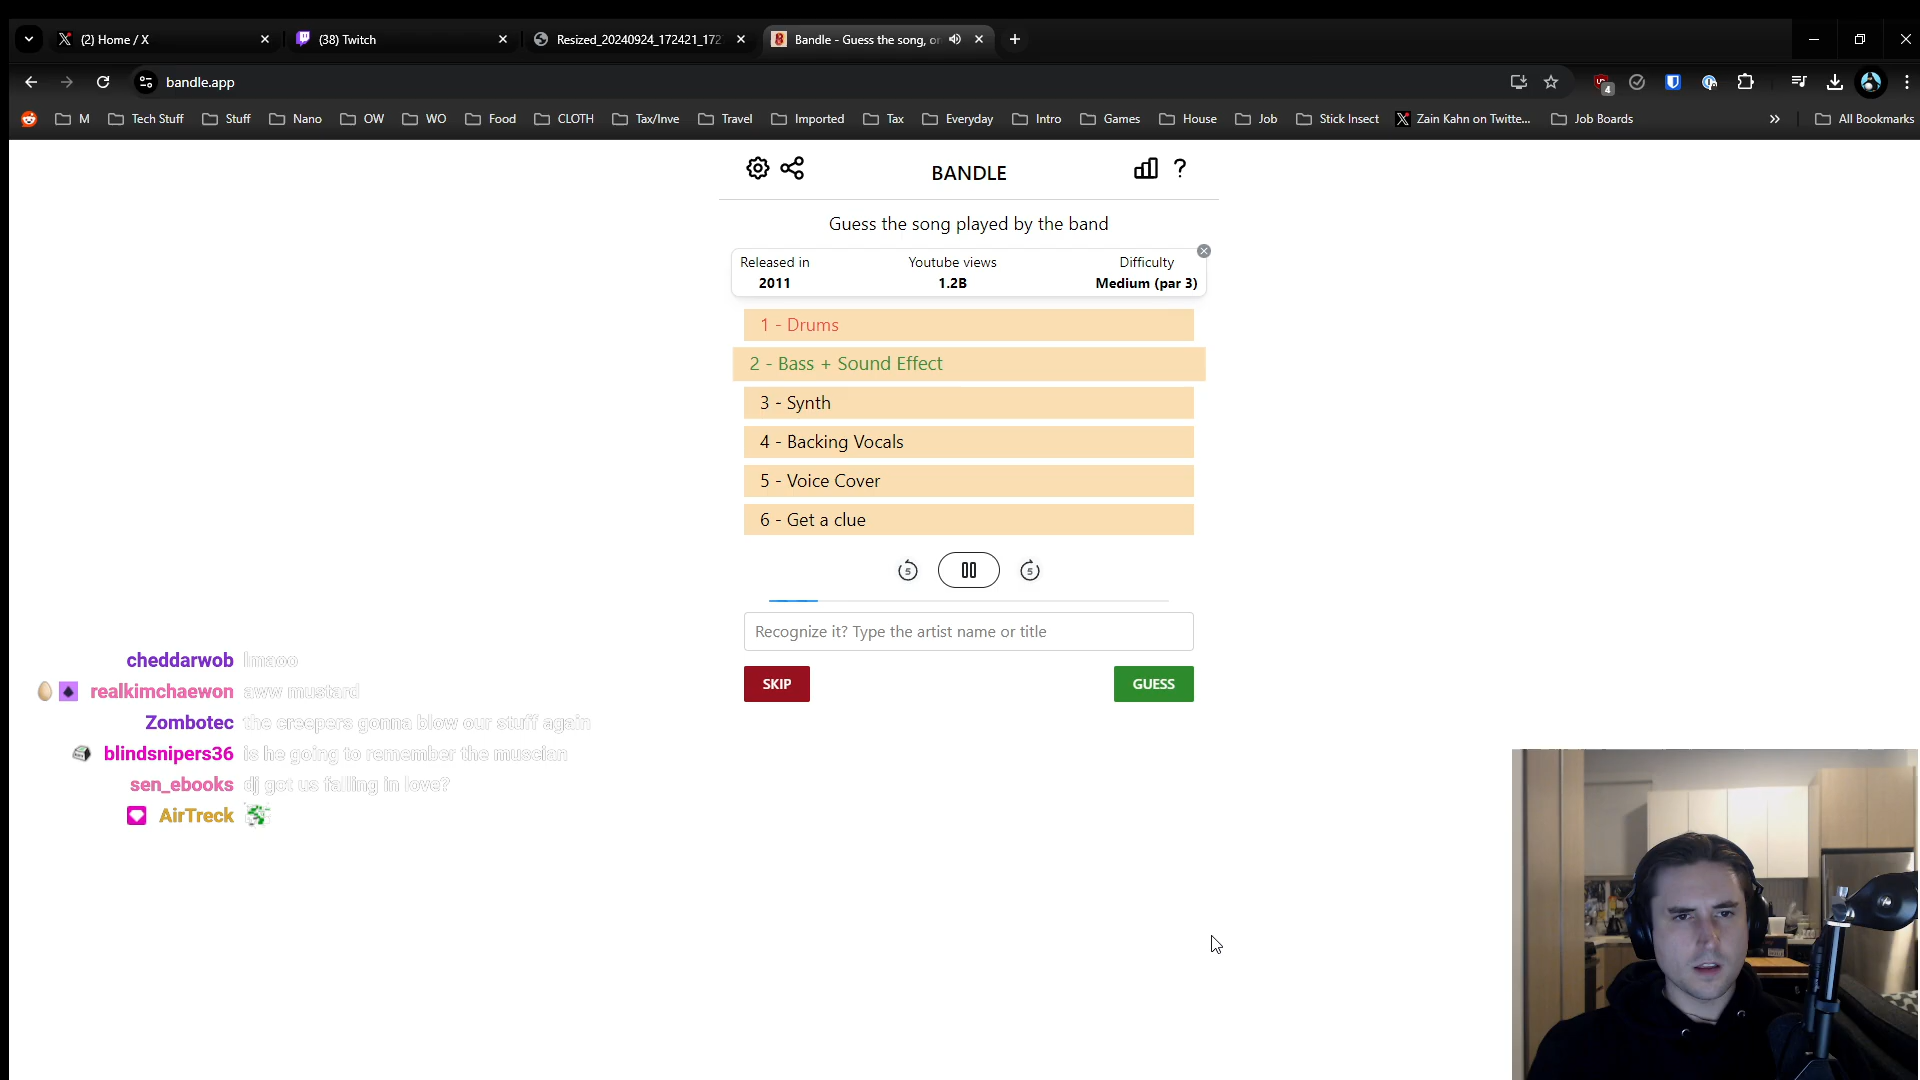 (2) Home / X
(38) Twitch
Resized_20240924_172421_172
Bandle - Guess the song, or
bandle.app
4
M
Tech Stuff
Stuff
Nano
OW
WO
Food
CLOTH
Tax/Inve
Travel
Imported
Tax
Everyday
Intro
Games
House
Job
Stick Insect
Zain Kahn on Twitte...
Job Boards
»
All Bookmarks
BANDLE
?
Guess the song played by the band
Released in
2011
Youtube views
1.2B
Difficulty
Medium (par 3)
1 - Drums
2 - Bass + Sound Effect
3 - Synth
4 - Backing Vocals
5 - Voice Cover
6 - Get a clue
5
5
Recognize it? Type the artist name or title
SKIP
GUESS
cheddarwob lmaoo
realkimchaewon aww mustard
Zombotec the creepers gonna blow our stuff again
blindsnipers36 is he going to remember the muscian
sen_ebooks dj got us falling in love?
AirTreck